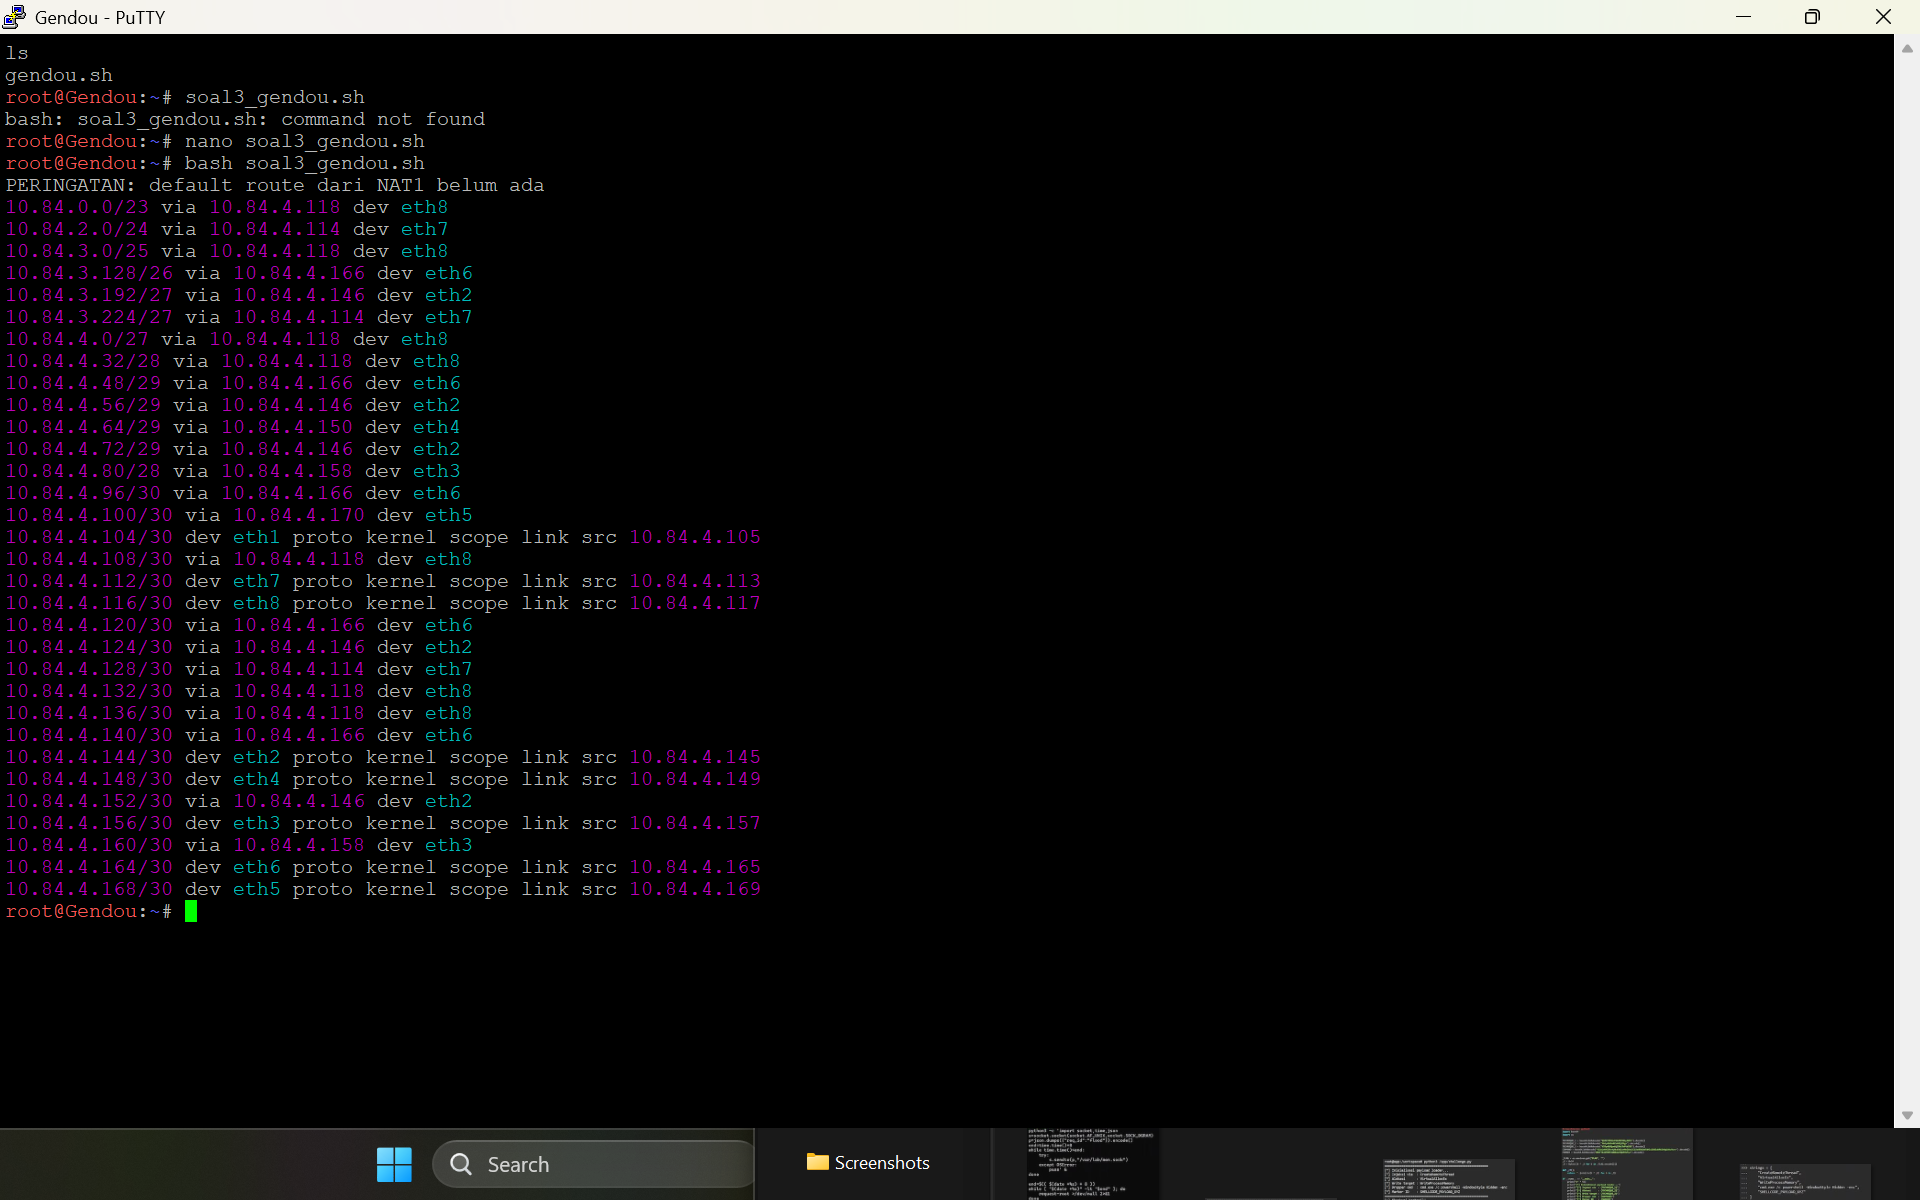 Gendou - PuTTY
ls
gendou.sh
root@Gendou:~# soal3_gendou.sh
bash: soal3_gendou.sh: command not found
root@Gendou:~# nano soal3_gendou.sh
root@Gendou:~# bash soal3_gendou.sh
PERINGATAN: default route dari NAT1 belum ada
10.84.0.0/23 via 10.84.4.118 dev eth8
10.84.2.0/24 via 10.84.4.114 dev eth7
10.84.3.0/25 via 10.84.4.118 dev eth8
10.84.3.128/26 via 10.84.4.166 dev eth6
10.84.3.192/27 via 10.84.4.146 dev eth2
10.84.3.224/27 via 10.84.4.114 dev eth7
10.84.4.0/27 via 10.84.4.118 dev eth8
10.84.4.32/28 via 10.84.4.118 dev eth8
10.84.4.48/29 via 10.84.4.166 dev eth6
10.84.4.56/29 via 10.84.4.146 dev eth2
10.84.4.64/29 via 10.84.4.150 dev eth4
10.84.4.72/29 via 10.84.4.146 dev eth2
10.84.4.80/28 via 10.84.4.158 dev eth3
10.84.4.96/30 via 10.84.4.166 dev eth6
10.84.4.100/30 via 10.84.4.170 dev eth5
10.84.4.104/30 dev eth1 proto kernel scope link src 10.84.4.105
10.84.4.108/30 via 10.84.4.118 dev eth8
10.84.4.112/30 dev eth7 proto kernel scope link src 10.84.4.113
10.84.4.116/30 dev eth8 proto kernel scope link src 10.84.4.117
10.84.4.120/30 via 10.84.4.166 dev eth6
10.84.4.124/30 via 10.84.4.146 dev eth2
10.84.4.128/30 via 10.84.4.114 dev eth7
10.84.4.132/30 via 10.84.4.118 dev eth8
10.84.4.136/30 via 10.84.4.118 dev eth8
10.84.4.140/30 via 10.84.4.166 dev eth6
10.84.4.144/30 dev eth2 proto kernel scope link src 10.84.4.145
10.84.4.148/30 dev eth4 proto kernel scope link src 10.84.4.149
10.84.4.152/30 via 10.84.4.146 dev eth2
10.84.4.156/30 dev eth3 proto kernel scope link src 10.84.4.157
10.84.4.160/30 via 10.84.4.158 dev eth3
10.84.4.164/30 dev eth6 proto kernel scope link src 10.84.4.165
10.84.4.168/30 dev eth5 proto kernel scope link src 10.84.4.169
root@Gendou:~#
Search
Screenshots